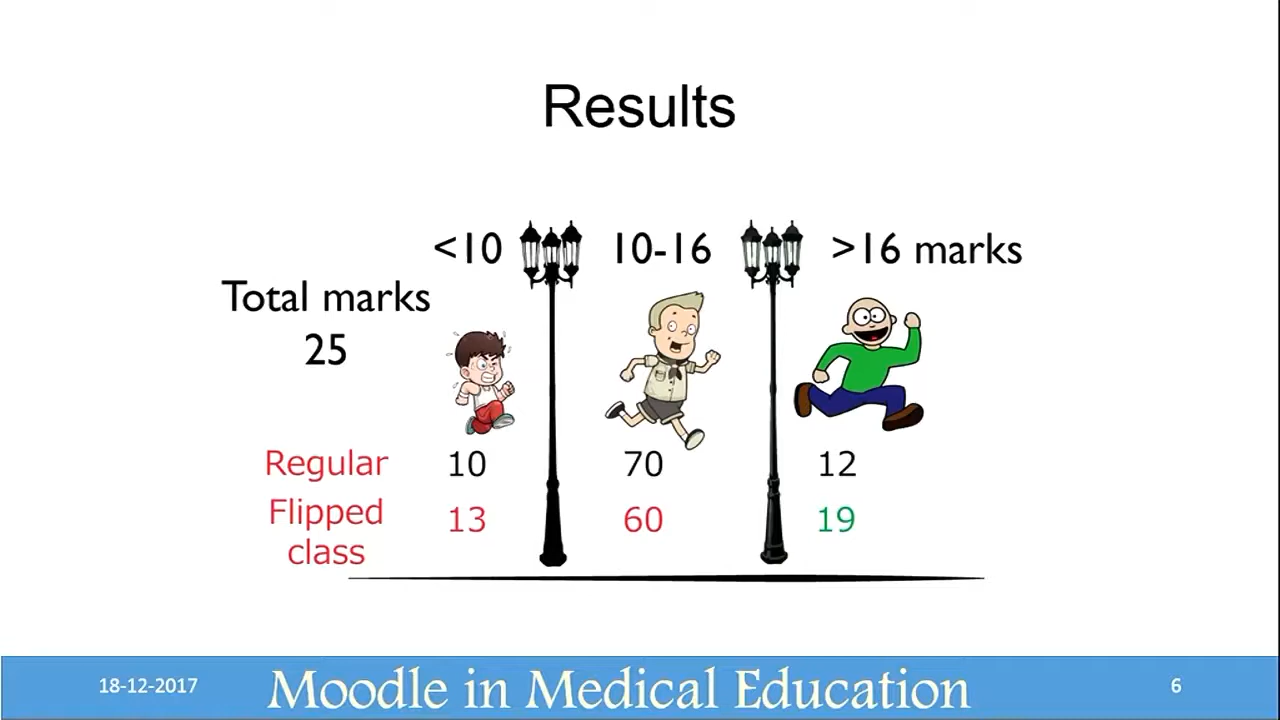 Results
<10 10-16 >16 marks
Total marks
25
Regular 10 70 12
Flipped 13 60 19
class
18-12-2017 Moodle in Medical Education 6